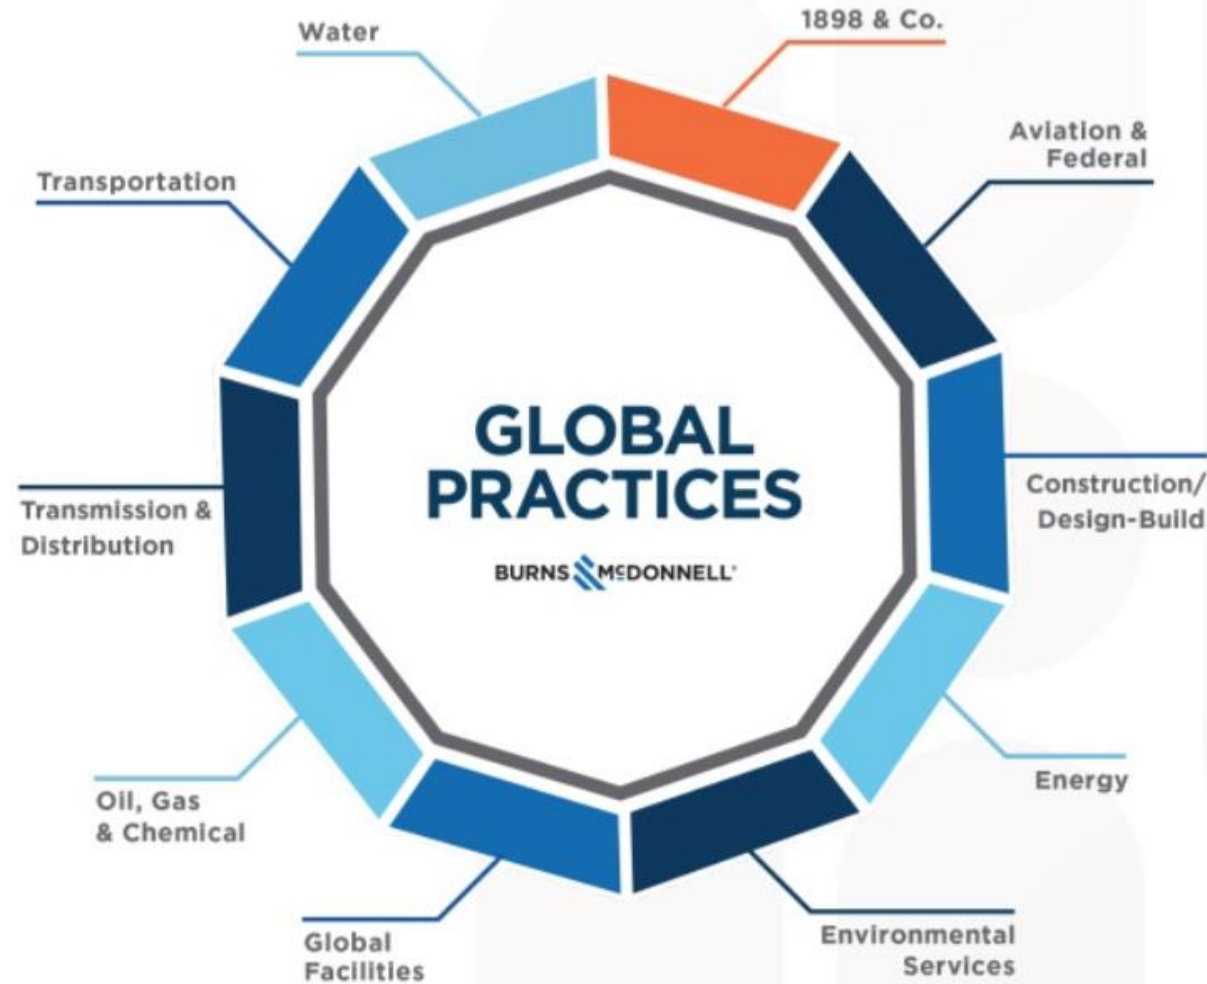 Water
1898 & Co.
Aviation &
Federal
Transportation
GLOBAL
PRACTICES
BURNS McDONNELL®
Construction/
Design-Build
Transmission &
Distribution
Energy
Oil, Gas
& Chemical
Environmental
Services
Global
Facilities